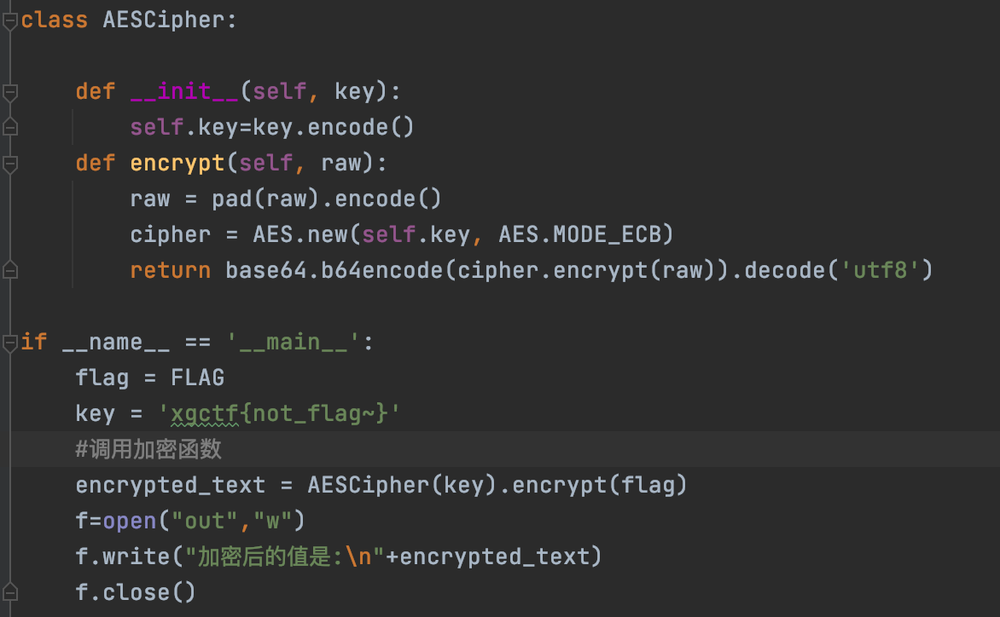 class AESCipher:
def __init__(self, key):
self.key=key.encode()
def encrypt(self, raw):
raw = pad(raw).encode()
cipher = AES.new(self.key, AES.MODE_ECB)
return base64.b64encode(cipher.encrypt(raw)).decode('utf8')
if __name__ == '__main__':
flag = FLAG
key = 'xgctf{not_flag~}'
#调用加密函数
encrypted_text = AESCipher(key).encrypt(flag)
f=open("out","w")
f.write("加密后的值是:\n"+encrypted_text)
f.close()